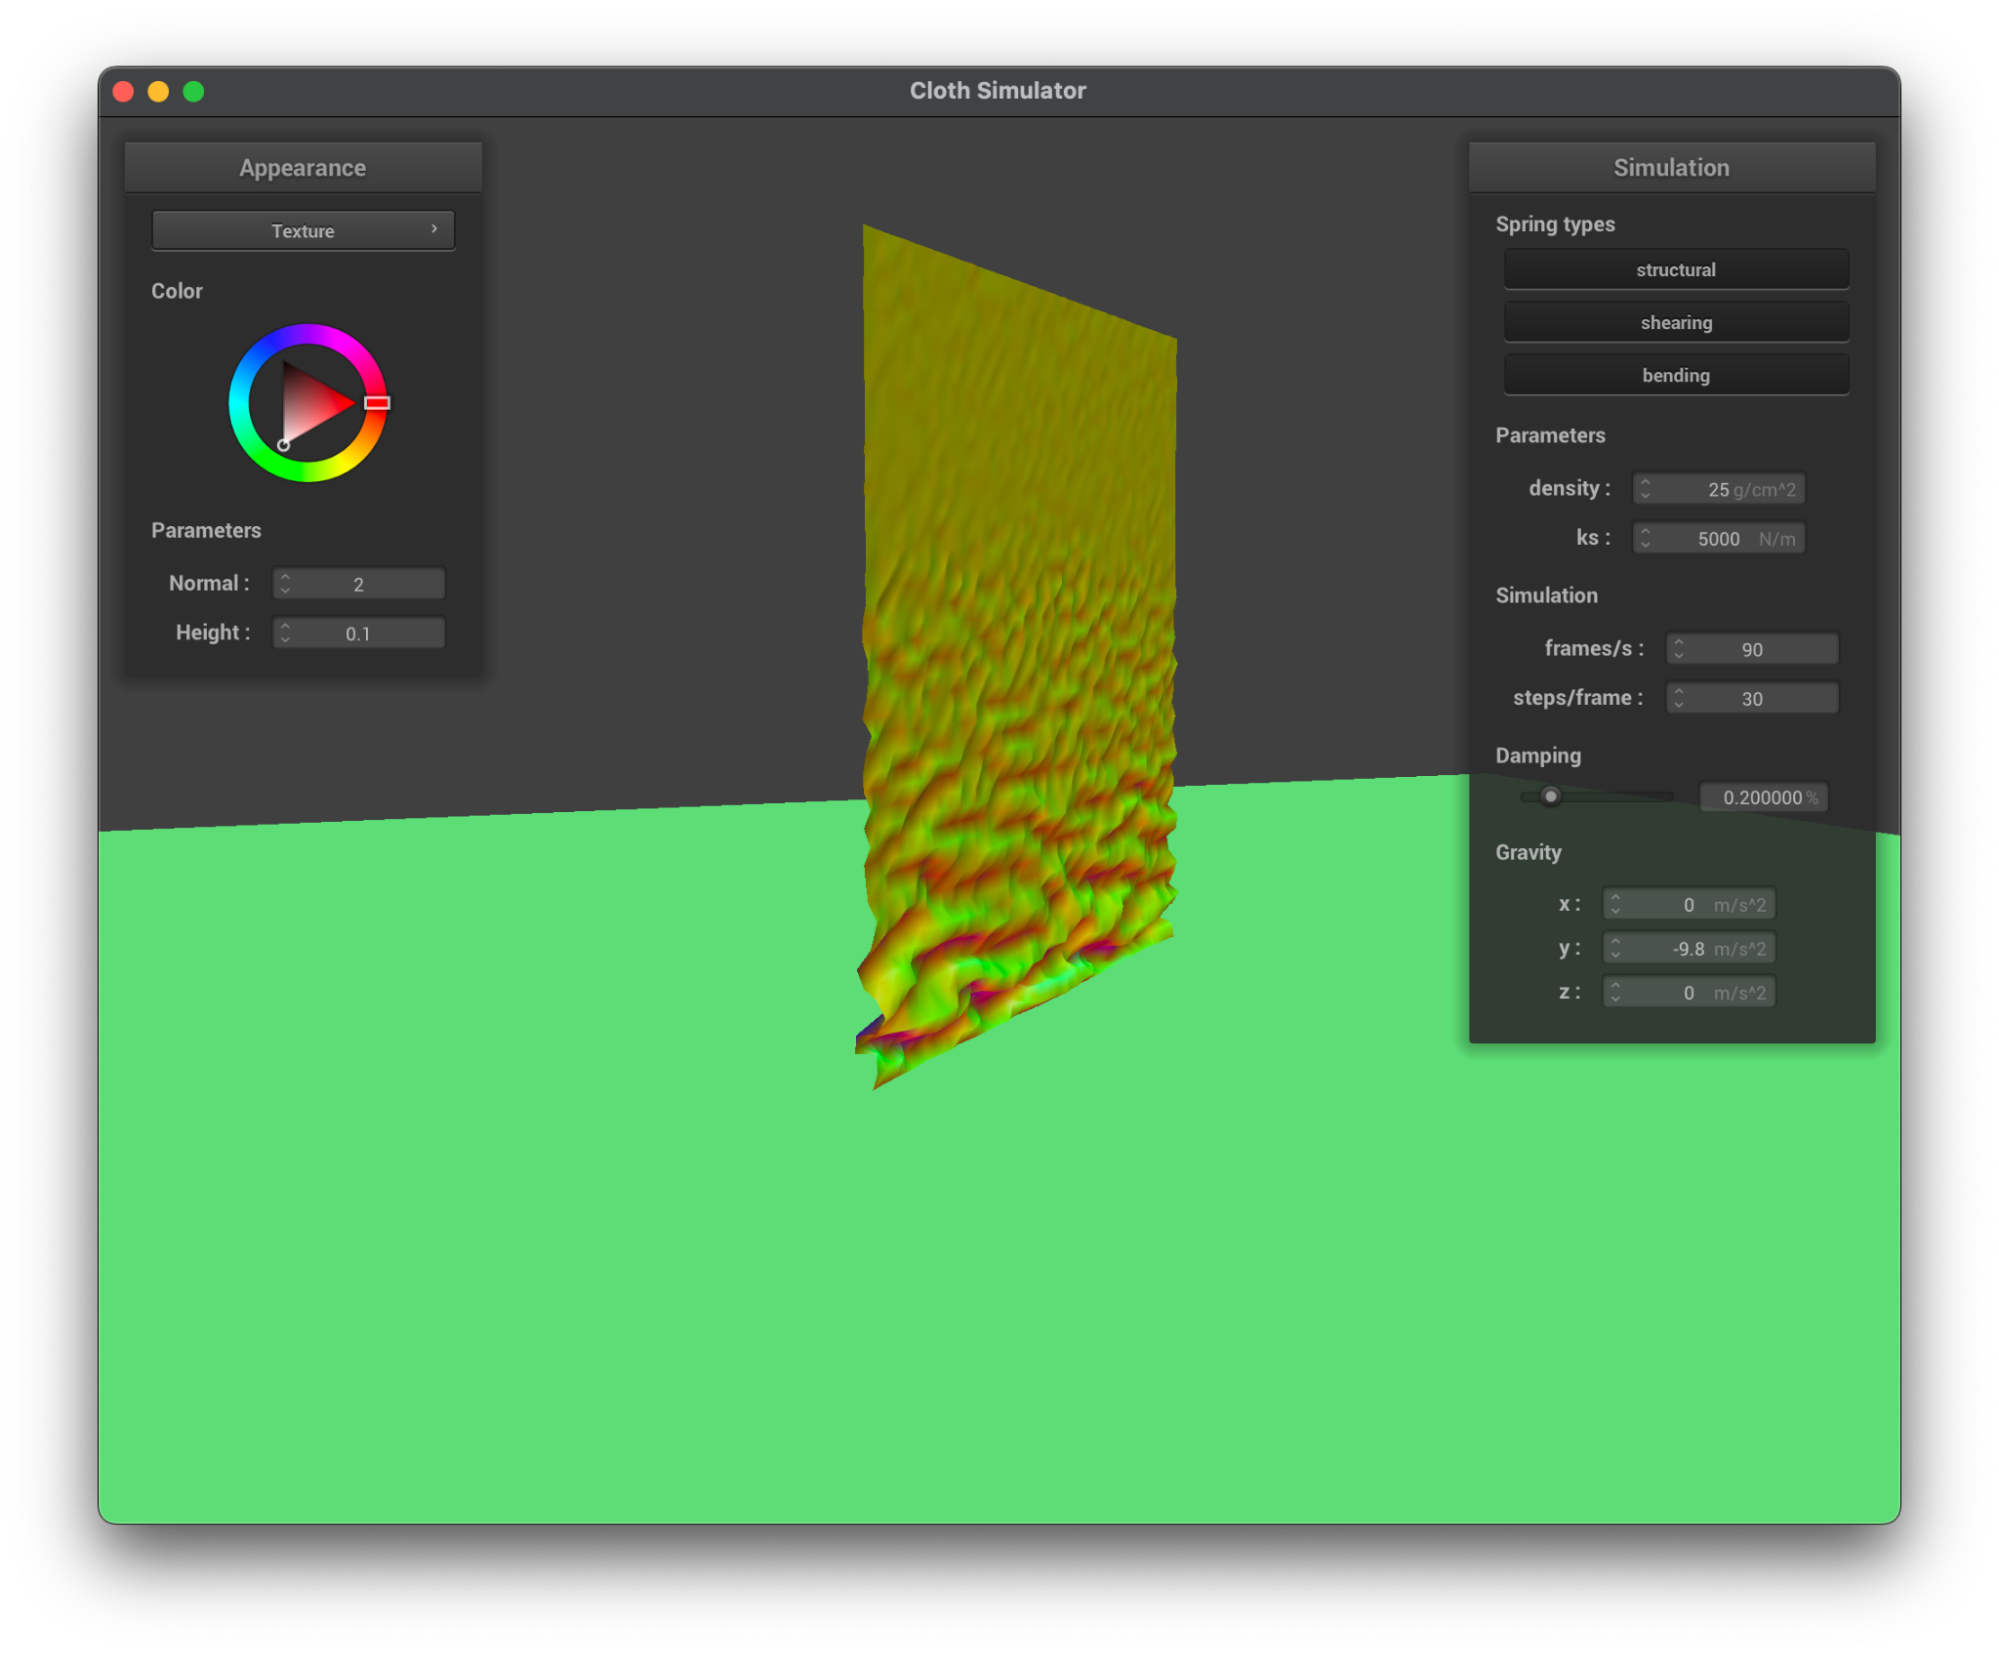 Cloth Simulator
Appearance
Texture
Color
Parameters
Normal : 2
Height : 0.1
Simulation
Spring types
structural
shearing
bending
Parameters
density : 25 g/cm^2
ks : 5000 N/m
Simulation
frames/s : 90
steps/frame : 30
Damping
0.200000 %
Gravity
x : 0 m/s^2
y : -9.8 m/s^2
z : 0 m/s^2